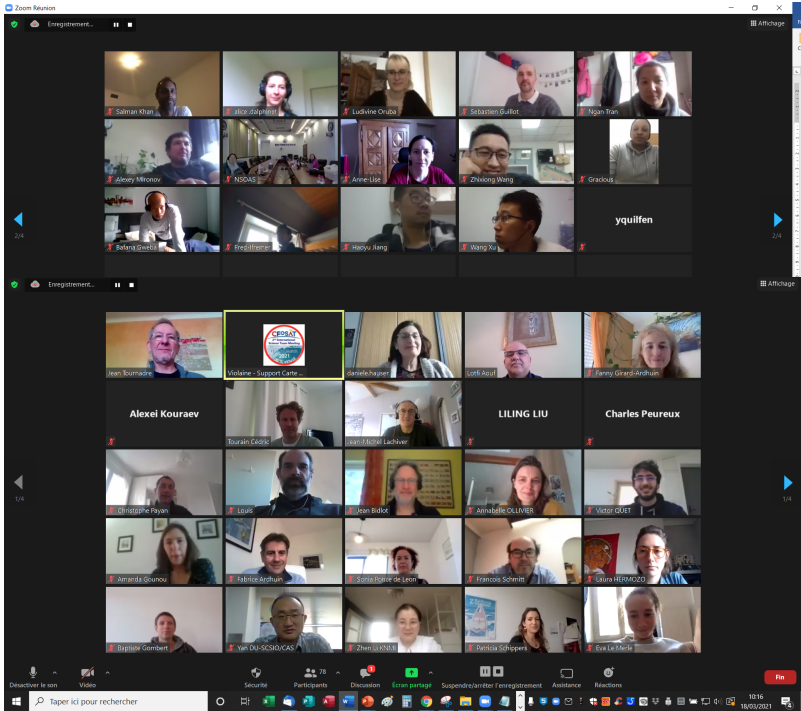 Zoom Réunion
Enregistrement...
Affichage
Salman Khan
alice.dalphinet
Ludivine Oruba
Sebastien Guillot
Ngan Tran
Alexey Mironov
NSOAS
Anne-Lise
Zhixiong Wang
Gracious
Bafana Gweba
Fred-Ifremer
Haoyu Jiang
Wang Xu
yquilfen
2/4
2/4
Enregistrement...
Affichage
Jean Tournadre
CFOSAT
2021
Violaine - Support Carte ...
daniele.hauser
Lotfi Aouf
Fanny Girard-Ardhuin
Alexei Kouraev
Tourain Cédric
Jean-Michel Lachiver
LILING LIU
Charles Peureux
1/4
1/4
Christophe Payan
Louis
Jean Bidlot
Annabelle OLLIVIER
Victor QUET
Amanda Gounou
Fabrice Ardhuin
Sonia Ponce de Leon
Francois Schmitt
Laura HERMOZO
Baptiste Gombert
Yan DU-SCSIO/CAS
Zhen Li KNMI
Patricia Schippers
Eva Le Merle
78
1
Désactiver le son
Vidéo
Sécurité
Participants
Discussion
Écran partagé
Suspendre/arrêter l'enregistrement
Assistance
Réactions
Fin
Taper ici pour rechercher
10:16
18/03/2021